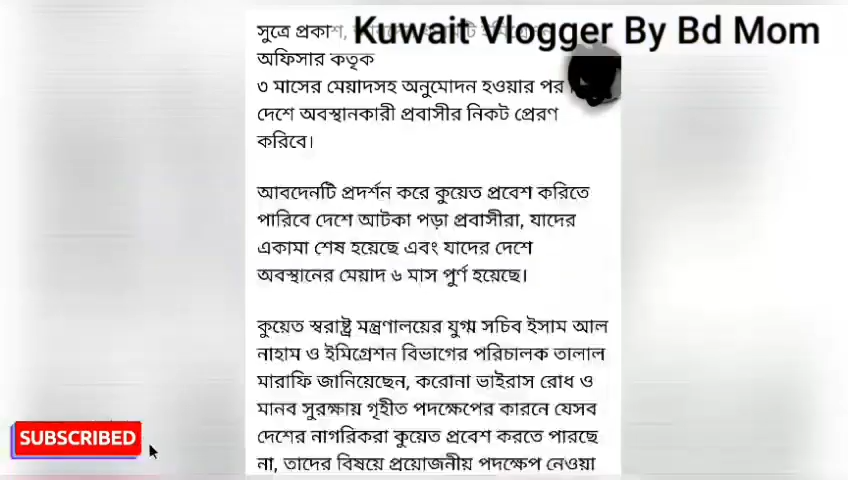 Kuwait Vlogger By Bd Mom
সুত্রে প্রকাশ,
অফিসার কতৃক
৩ মাসের মেয়াদসহ অনুমোদন হওয়ার পর
দেশে অবস্থানকারী প্রবাসীর নিকট প্রেরণ
করিবে।
আবদেনটি প্রদর্শন করে কুয়েত প্রবেশ করিতে
পারিবে দেশে আটকা পড়া প্রবাসীরা, যাদের
একামা শেষ হয়েছে এবং যাদের দেশে
অবস্থানের মেয়াদ ৬ মাস পুর্ণ হয়েছে।
কুয়েত স্বরাষ্ট্র মন্ত্রণালয়ের যুগ্ম সচিব ইসাম আল
নাহাম ও ইমিগ্রেশন বিভাগের পরিচালক তালাল
মারাফি জানিয়েছেন, করোনা ভাইরাস রোধ ও
মানব সুরক্ষায় গৃহীত পদক্ষেপের কারনে যেসব
দেশের নাগরিকরা কুয়েত প্রবেশ করতে পারছে
না, তাদের বিষয়ে প্রয়োজনীয় পদক্ষেপ নেওয়া
SUBSCRIBED